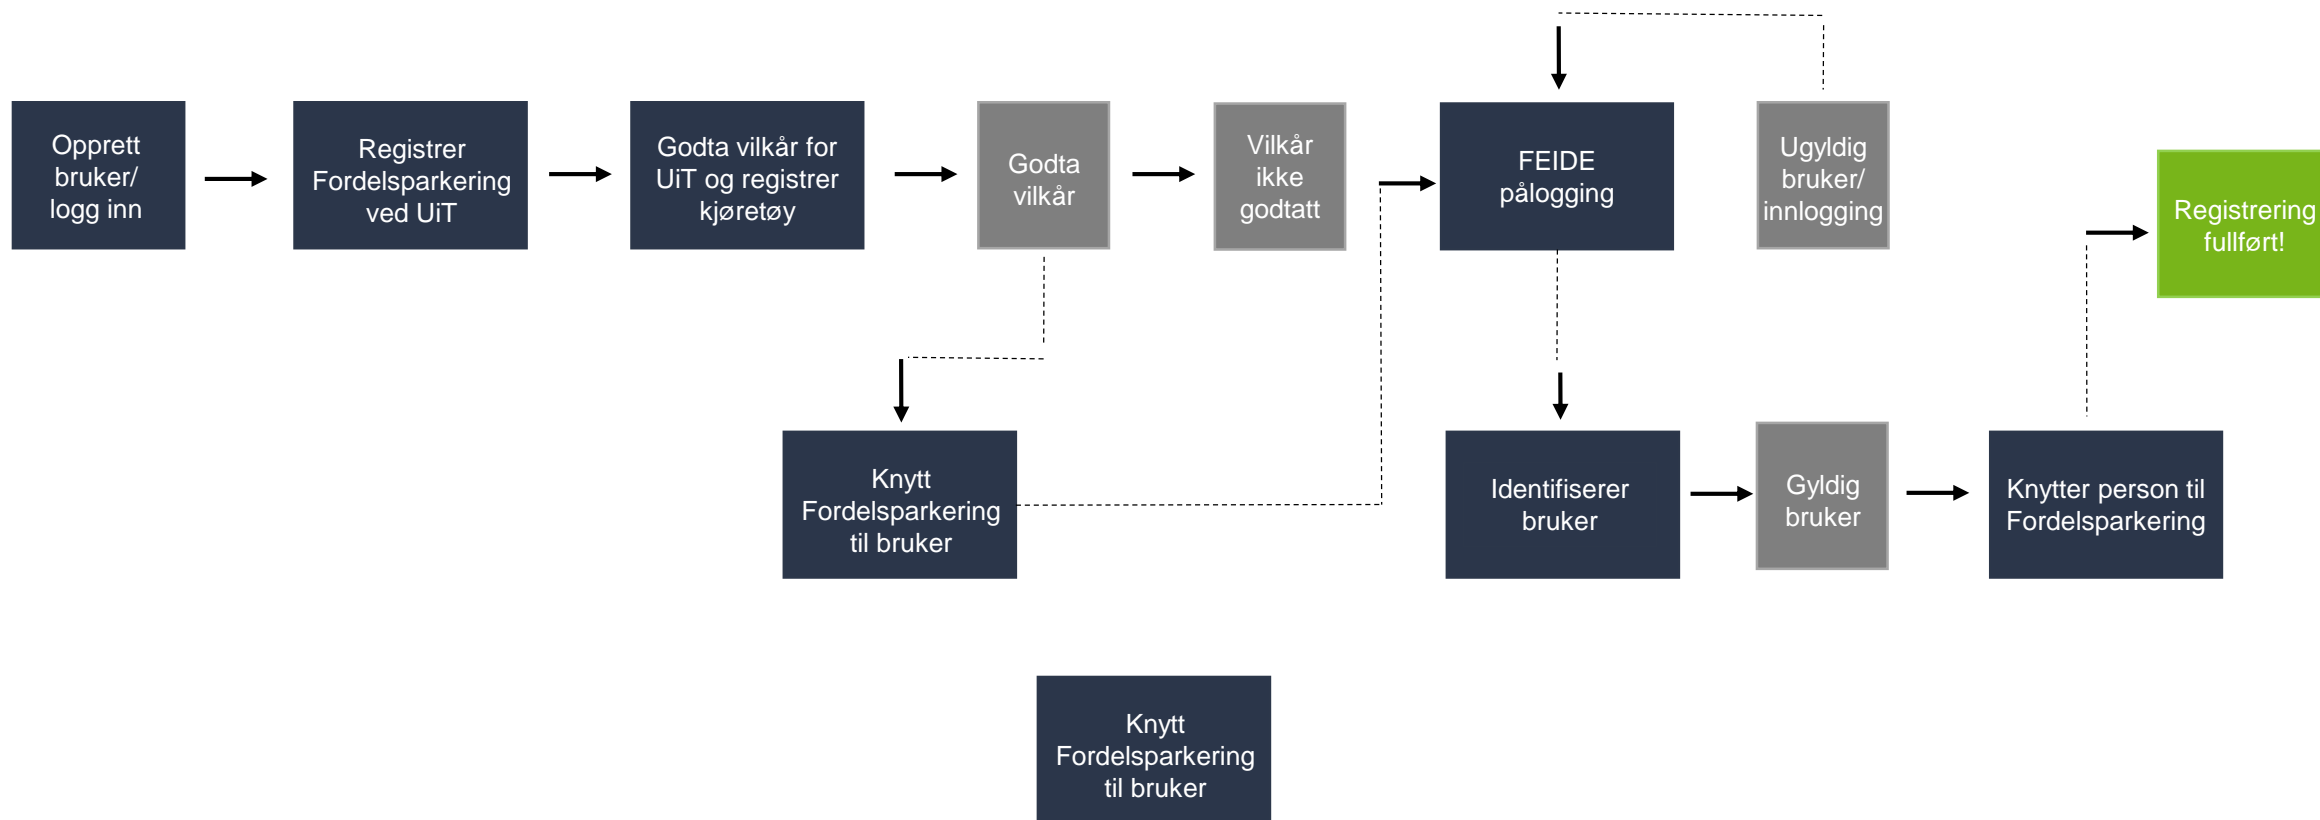 Opprett
bruker/
logg inn
Registrer
Fordelsparkering
ved UiT
Godta vilkår for
UiT og registrer
kjøretøy
Godta
vilkår
Vilkår
ikke
godtatt
FEIDE
pålogging
Ugyldig
bruker/
innlogging
Registrering
fullført!
Knytt
Fordelsparkering
til bruker
Identifiserer
bruker
Gyldig
bruker
Knytter person til
Fordelsparkering
Knytt
Fordelsparkering
til bruker